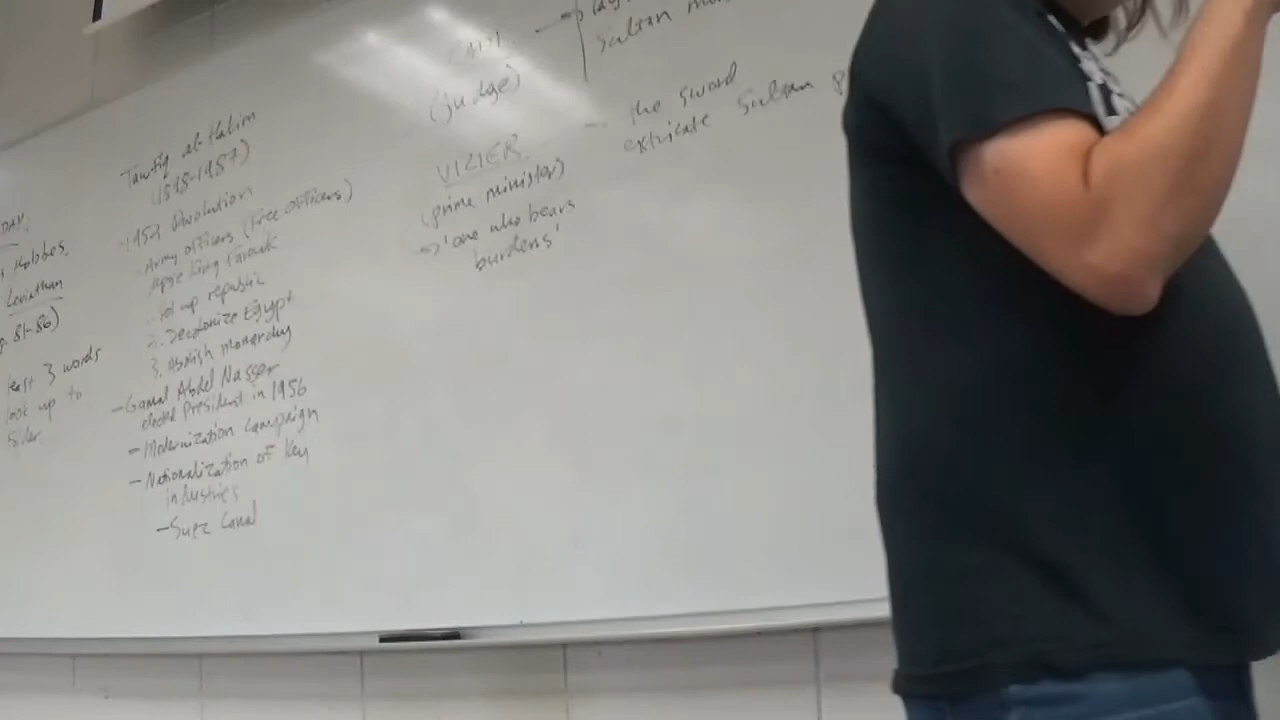 DAY:
Hobbes,
Leviathan
81-86)
least 3 words
look up to
Tawfiq al-Hakim
(1898-1987)
1952 Revolution
Army officers (Free Officers)
King Farouk
set up republic
2. Decolonize Egypt
3. Abolish monarchy
- Gamal Abdel Nasser
elected President in 1956
- Modernization Campaign
- Nationalization of Key
industries
- Suez Canal
(judge)
VIZIER
(prime minister)
→ 'one who bears
burdens'
Sultan
- the sword
extricate Sultan